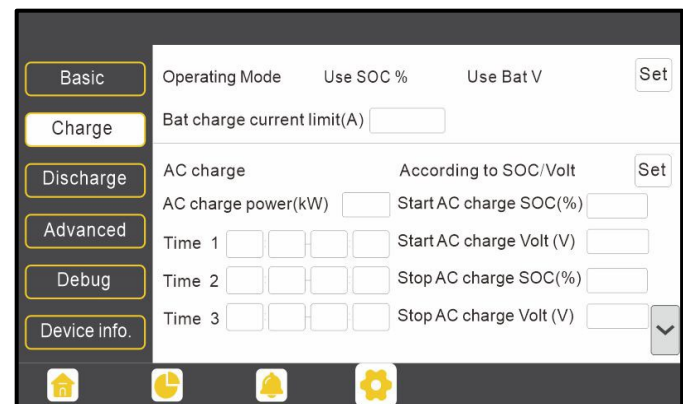 Basic
Charge
Discharge
Advanced
Debug
Device info.
Operating Mode Use SOC % Use Bat V Set
Bat charge current limit(A)
AC charge According to SOC/Volt Set
AC charge power(kW) Start AC charge SOC(%)
Time 1 : - : Start AC charge Volt (V)
Time 2 : - : Stop AC charge SOC(%)
Time 3 : - : Stop AC charge Volt (V)